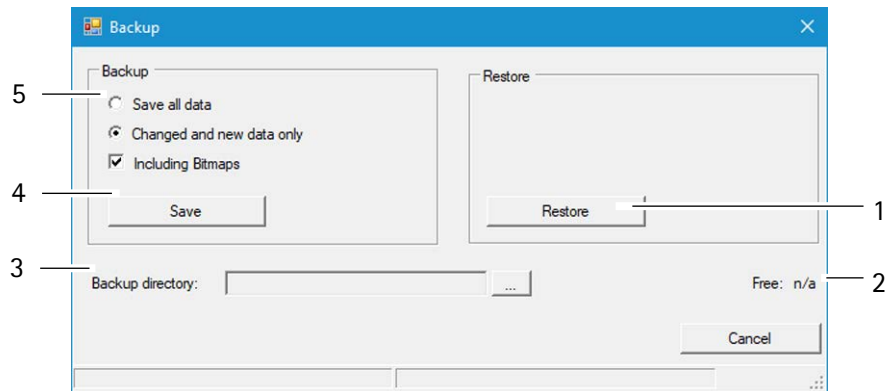 Backup
Backup
Restore
5
Save all data
Changed and new data only
Including Bitmaps
4
Save
Restore
1
3
Backup directory:
...
Free: n/a
2
Cancel